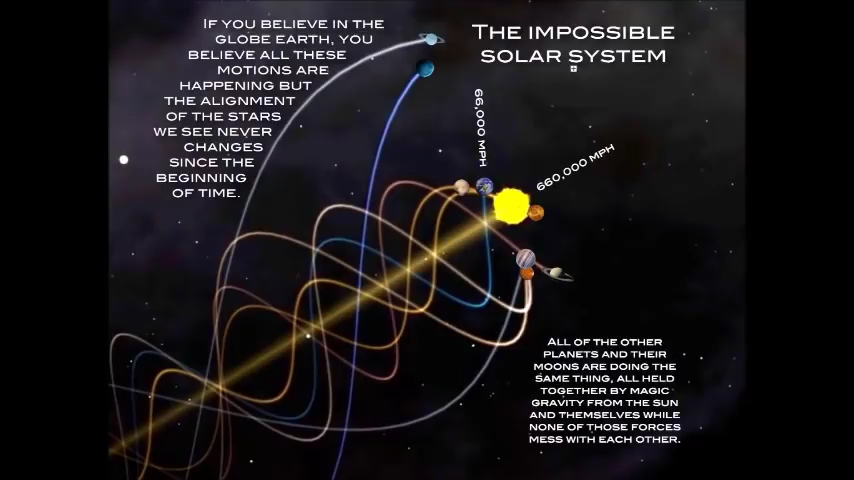 If you believe in the
globe earth, you
believe all these
motions are
happening but
the alignment
of the stars
we see never
changes
since the
beginning
of time.
The impossible
solar system
66,000 mph
660,000 mph
All of the other
planets and their
moons are doing the
same thing, all held
together by magic
gravity from the sun
and themselves while
none of those forces
mess with each other.